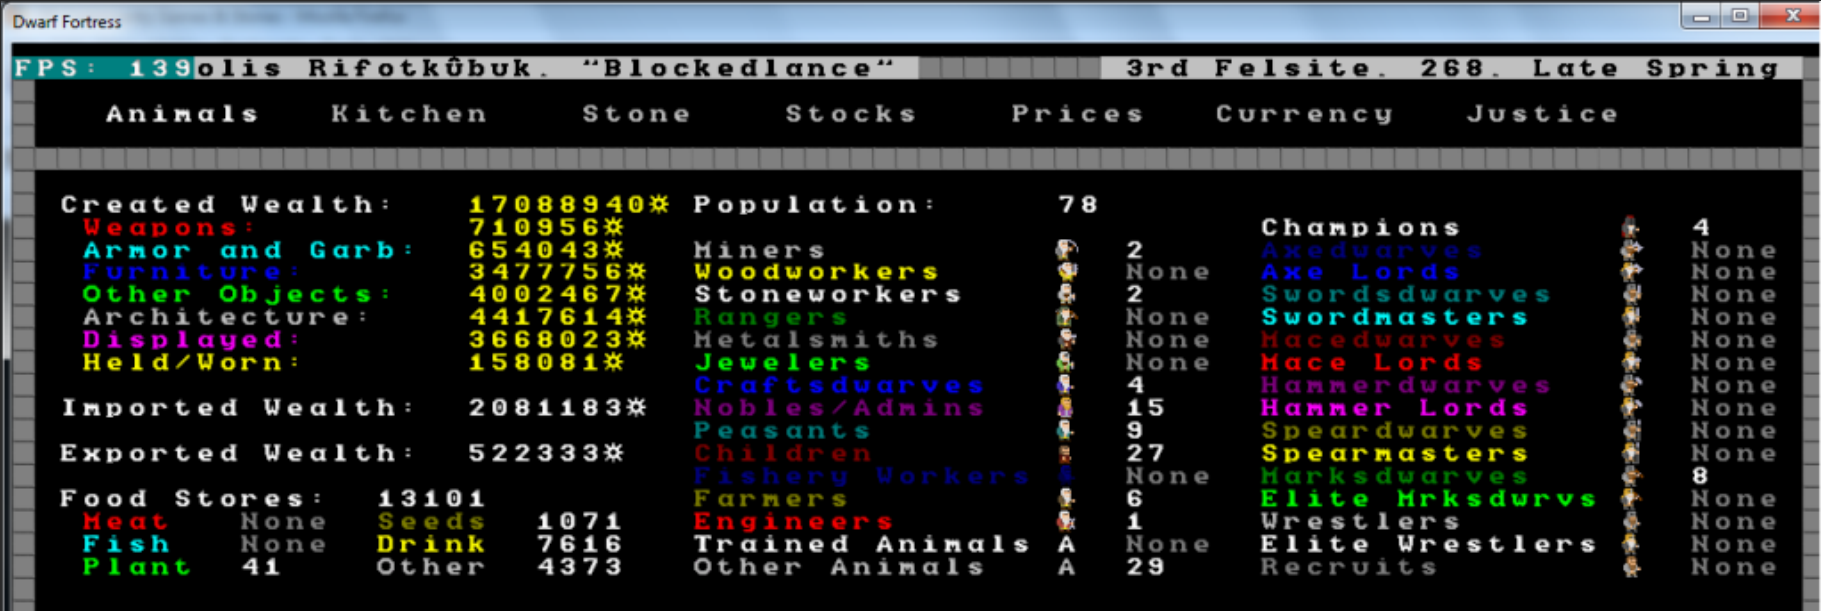 Dwarf Fortress
FPS: 139olis Rifotkûbuk. "Blockedlance" 3rd Felsite. 268. Late Spring
Animals Kitchen Stone Stocks Prices Currency Justice
Created Wealth: 17088940☼ Population: 78
Weapons: 710956☼ Champions 4
Armor and Garb: 654043☼ Miners 2 Axedwarves None
Furniture: 3477756☼ Woodworkers None Axe Lords None
Other Objects: 4002467☼ Stoneworkers 2 Swordsdwarves None
Architecture: 4417614☼ Rangers None Swordmasters None
Displayed: 3668023☼ Metalsmiths None Macedwarves None
Held/Worn: 158081☼ Jewelers None Mace Lords None
Craftsdwarves 4 Hammerdwarves None
Imported Wealth: 2081183☼ Nobles/Admins 15 Hammer Lords None
Peasants 9 Speardwarves None
Exported Wealth: 522333☼ Children 27 Spearmasters None
Fishery Workers None Marksdwarves 8
Food Stores: 13101 Farmers 6 Elite Mrksdwrvs None
Meat None Seeds 1071 Engineers 1 Wrestlers None
Fish None Drink 7616 Trained Animals A None Elite Wrestlers None
Plant 41 Other 4373 Other Animals A 29 Recruits None